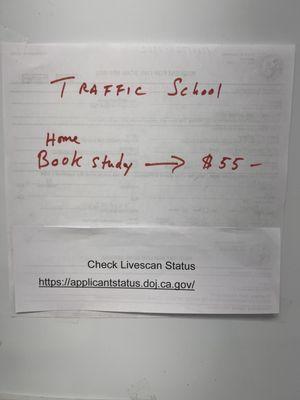 TRAFFIC School
Home
Book study → $55-
Check Livescan Status
https://applicantstatus.doj.ca.gov/